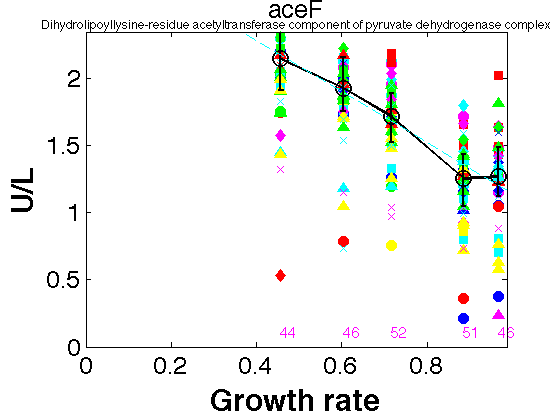 aceF
Dihydrolipoyllysine-residue acetyltransferase component of pyruvate dehydrogenase complex
2
1.5
1
0.5
0
U/L
44 46 52 51 46
0 0.2 0.4 0.6 0.8
Growth rate